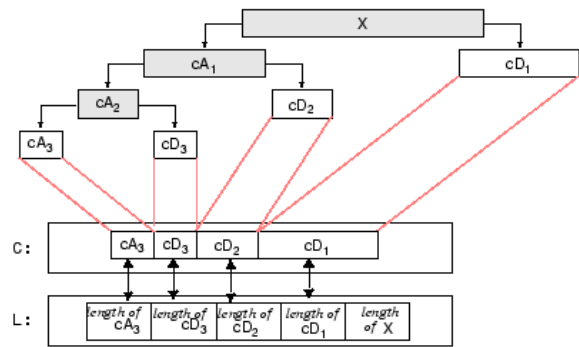 X
cA₁
cD₁
cA₂
cD₂
cA₃
cD₃
C:
cA₃ cD₃ cD₂ cD₁
L:
length of length of length of length of length
cA₃ cD₃ cD₂ cD₁ of X